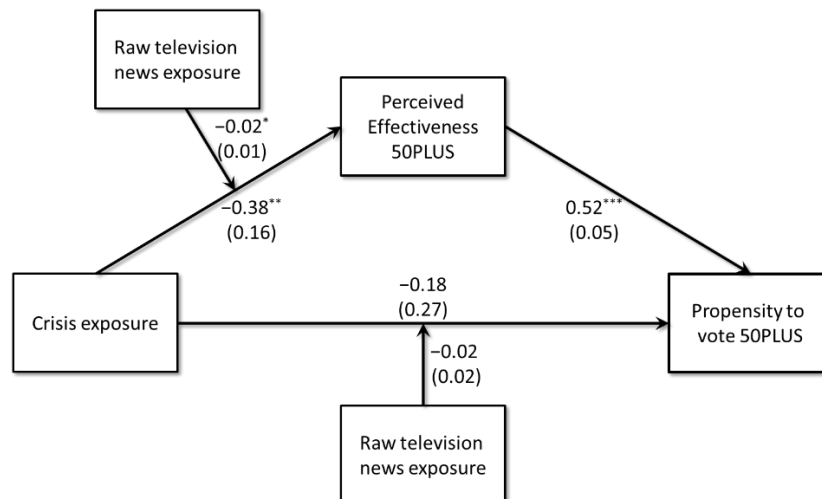 Raw television
news exposure
Perceived
Effectiveness
50PLUS
−0.02*
(0.01)
−0.38**
(0.16)
0.52***
(0.05)
Crisis exposure
−0.18
(0.27)
Propensity to
vote 50PLUS
−0.02
(0.02)
Raw television
news exposure